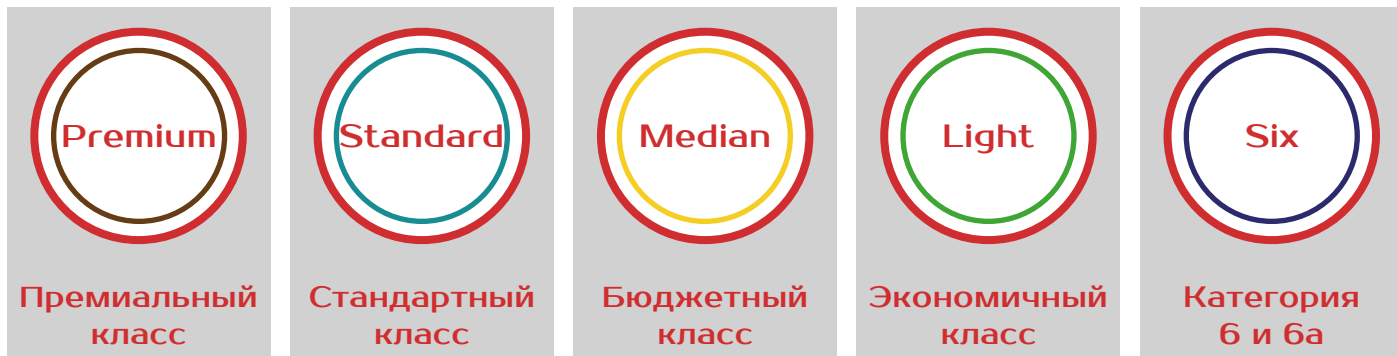 Premium
Премиальный
класс
Standard
Стандартный
класс
Median
Бюджетный
класс
Light
Экономичный
класс
Six
Категория
6 и 6а